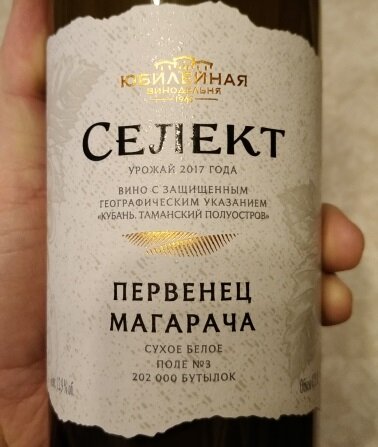 ЮБИЛЕЙНАЯ
ВИНОДЕЛЬНЯ
СЕЛЕКТ
УРОЖАЙ 2017 ГОДА
ВИНО С ЗАЩИЩЕННЫМ
ГЕОГРАФИЧЕСКИМ УКАЗАНИЕМ
«КУБАНЬ. ТАМАНСКИЙ ПОЛУОСТРОВ»
ПЕРВЕНЕЦ
МАГАРАЧА
СУХОЕ БЕЛОЕ
ПОЛЕ №3
202 000 БУТЫЛОК